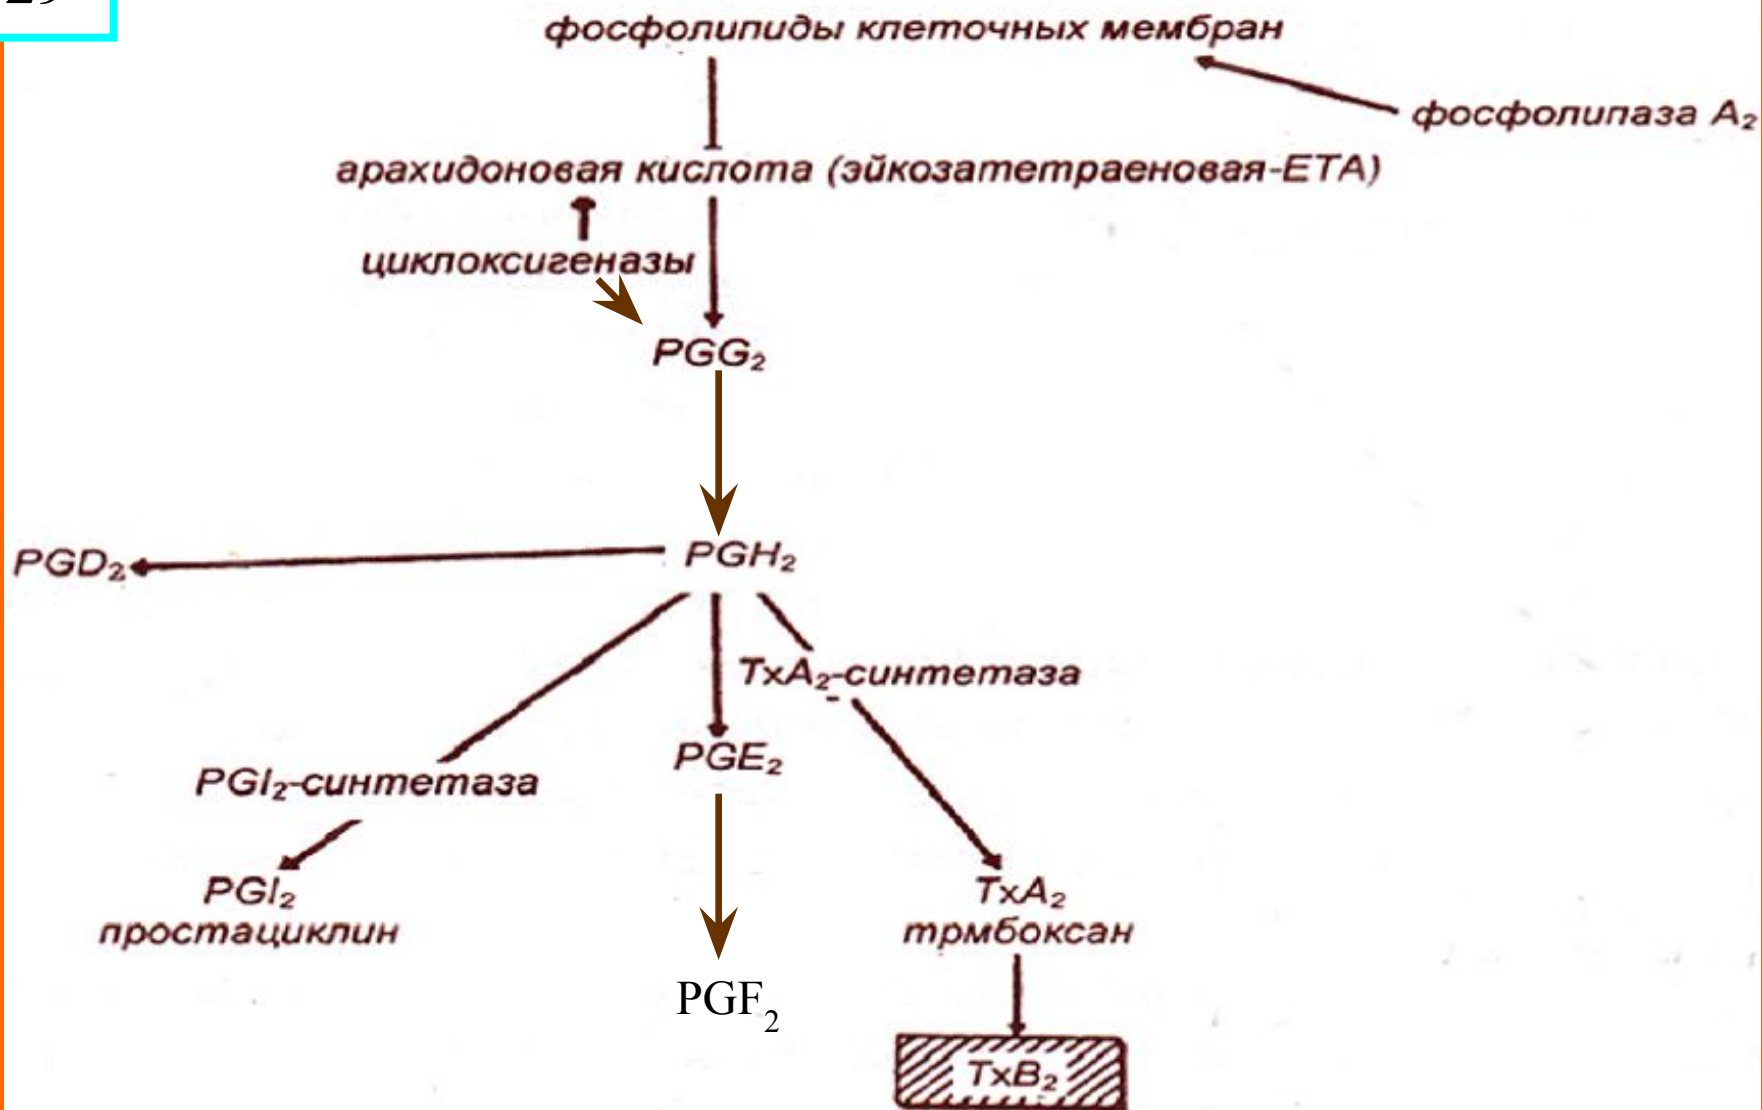 29
фосфолипиды клеточных мембран
фосфолипаза A₂
арахидоновая кислота (эйкозатетраеновая-ETA)
циклоксигеназы
PGG₂
PGD₂
PGH₂
TxA₂-синтетаза
PGE₂
PGI₂-синтетаза
PGI₂
простациклин
TxA₂
трмбоксан
PGF₂
TxB₂